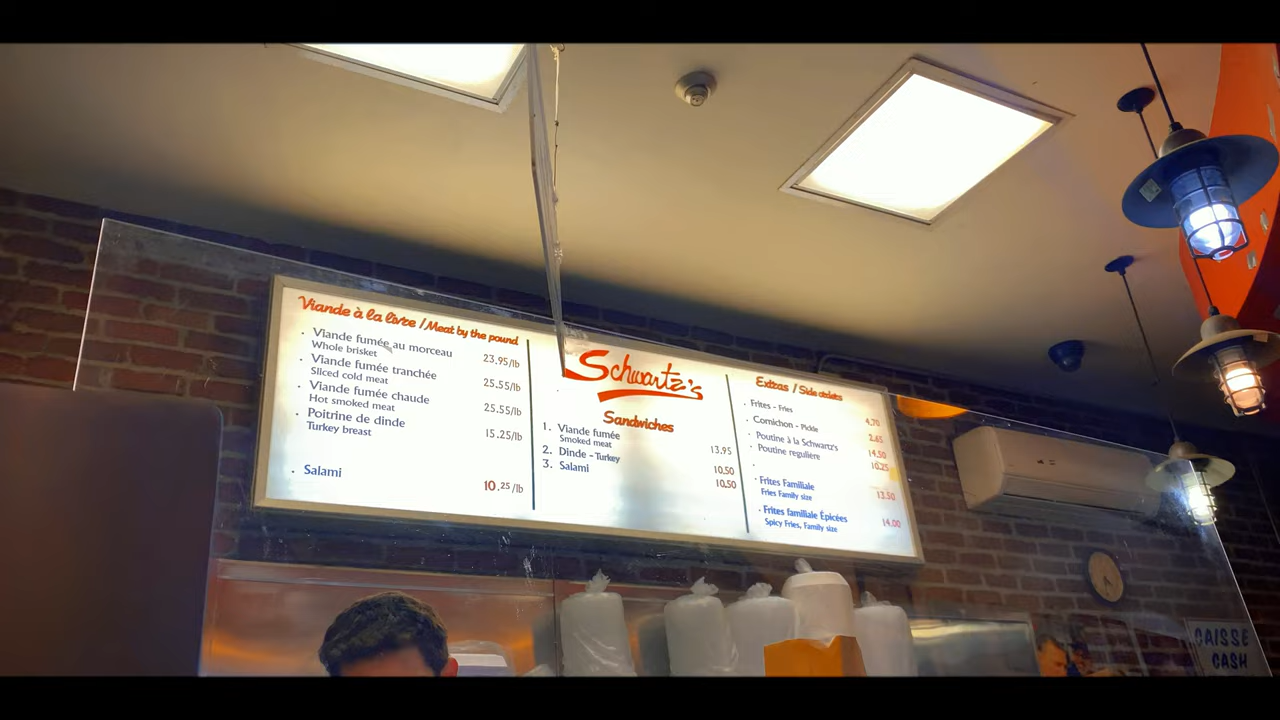 Viande à la livre / Meat by the pound
· Viande fumée au morceau
Whole brisket 23.95/lb
· Viande fumée tranchée
Sliced cold meat 25.55/lb
· Viande fumée chaude
Hot smoked meat 25.55/lb
· Poitrine de dinde
Turkey breast 15.25/lb
· Salami 10.25/lb
Schwartz's
Sandwiches
1. Viande fumée
Smoked meat 13.95
2. Dinde - Turkey 10.50
3. Salami 10.50
Extras / Side orders
· Frites - Fries 4.70
· Cornichon - Pickle 2.65
· Poutine à la Schwartz's 14.50
· Poutine reguliere 10.25
· Frites Familiale
Fries Family size 13.50
· Frites familiale Épicées
Spicy Fries, Family size 14.00
CAISSE
CASH